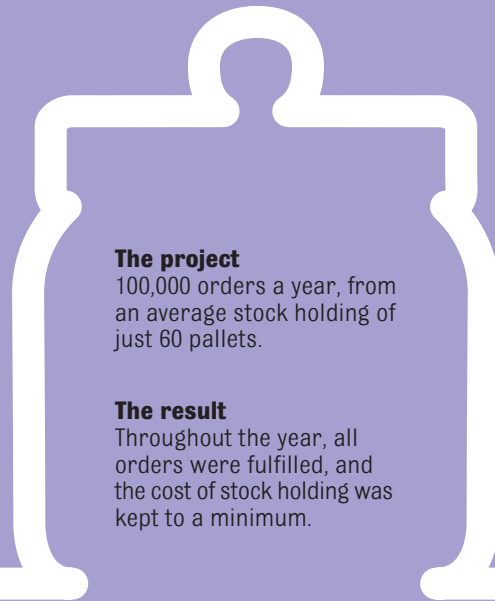 The project
100,000 orders a year, from
an average stock holding of
just 60 pallets.
The result
Throughout the year, all
orders were fulfilled, and
the cost of stock holding was
kept to a minimum.